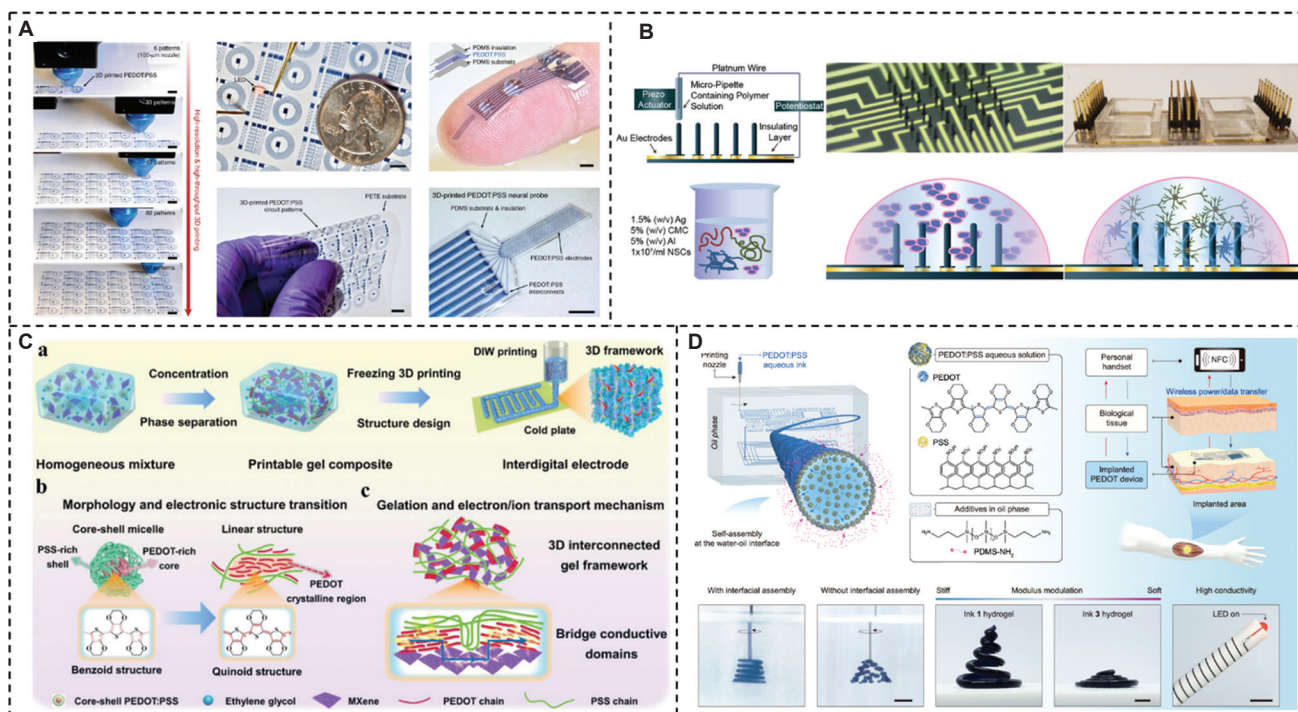 A
6 patterns
(100-μm nozzle)
3D printed PEDOT:PSS
30 patterns
patterns
82 patterns
patterns
High-resolution & high-throughput 3D printing
LED
PDMS insulation
PEDOT:PSS
PDMS substrate
3D-printed PEDOT:PSS
circuit patterns
PETE substrate
3D-printed PEDOT:PSS neural probe
PDMS substrate & insulation
PEDOT:PSS electrodes
PEDOT:PSS
interconnects
B
Platnum Wire
Piezo
Actuator
Micro-Pipette
Containing Polymer
Solution
Potentiostat
Au Electrodes
Insulating
Layer
1.5% (w/v) Ag
5% (w/v) CMC
5% (w/v) Al
1x10⁷/ml NSCs
C
a
Concentration
Phase separation
Freezing 3D printing
Structure design
DIW printing
3D framework
Cold plate
Homogeneous mixture
Printable gel composite
Interdigital electrode
b
Morphology and electronic structure transition
Core-shell micelle
PSS-rich
shell
PEDOT-rich
core
Linear structure
PEDOT
crystalline region
Benzoid structure
Quinoid structure
c
Gelation and electron/ion transport mechanism
3D interconnected
gel framework
Bridge conductive
domains
Core-shell PEDOT:PSS
Ethylene glycol
MXene
PEDOT chain
PSS chain
D
Printing
nozzle
PEDOT:PSS
aqueous ink
Oil phase
Self-assembly
at the water-oil interface
PEDOT:PSS aqueous solution
PEDOT
PSS
Additives in oil phase
PDMS-NH₂
Personal
handset
NFC
Wireless power/data transfer
Biological
tissue
Implanted
PEDOT device
Implanted area
With interfacial assembly
Without interfacial assembly
Stiff
Modulus modulation
Soft
Ink 1 hydrogel
Ink 3 hydrogel
High conductivity
LED on